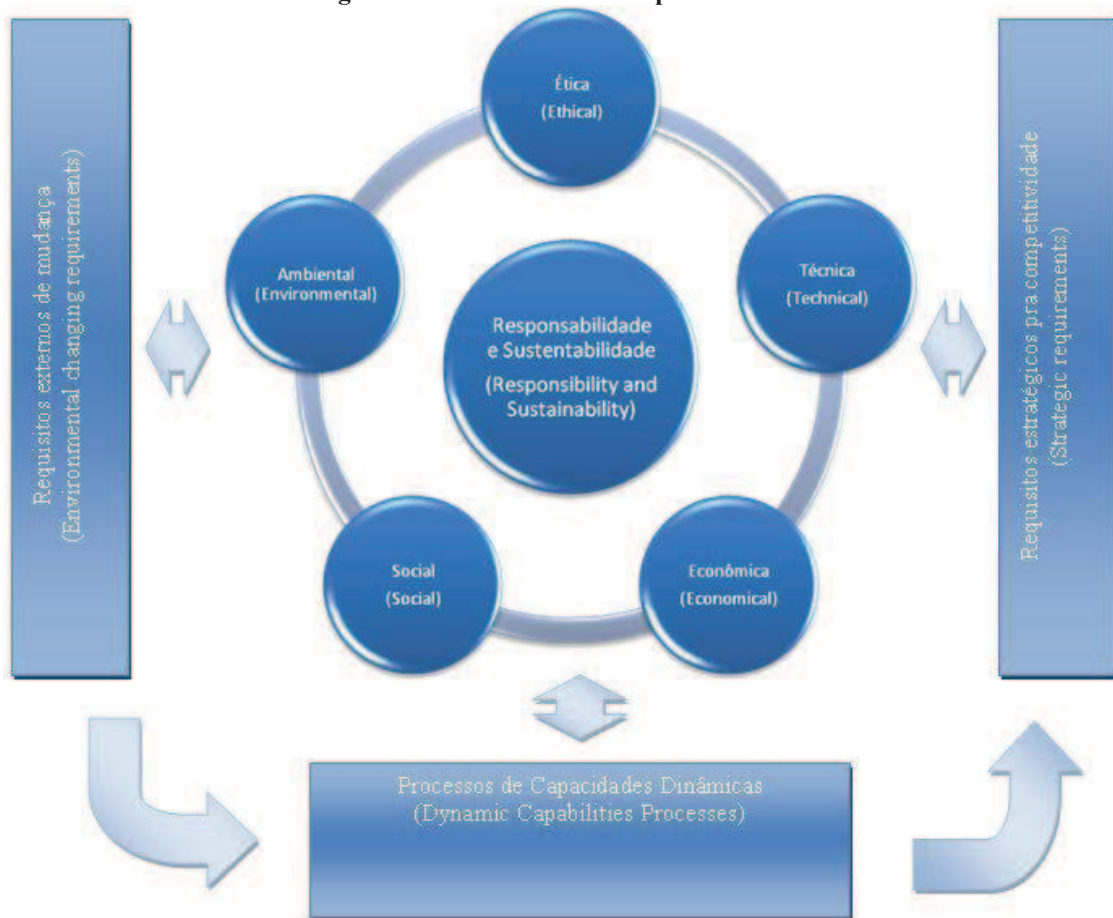 Ética
(Ethical)
Ambiental
(Environmental)
Técnica
(Technical)
Responsabilidade
e Sustentabilidade
(Responsibility and
Sustainability)
Social
(Social)
Econômica
(Economical)
Requisitos externos de mudança
(Environmental changing requirements)
Requisitos estratégicos pra competitividade
(Strategic requirements)
Processos de Capacidades Dinâmicas
(Dynamic Capabilities Processes)